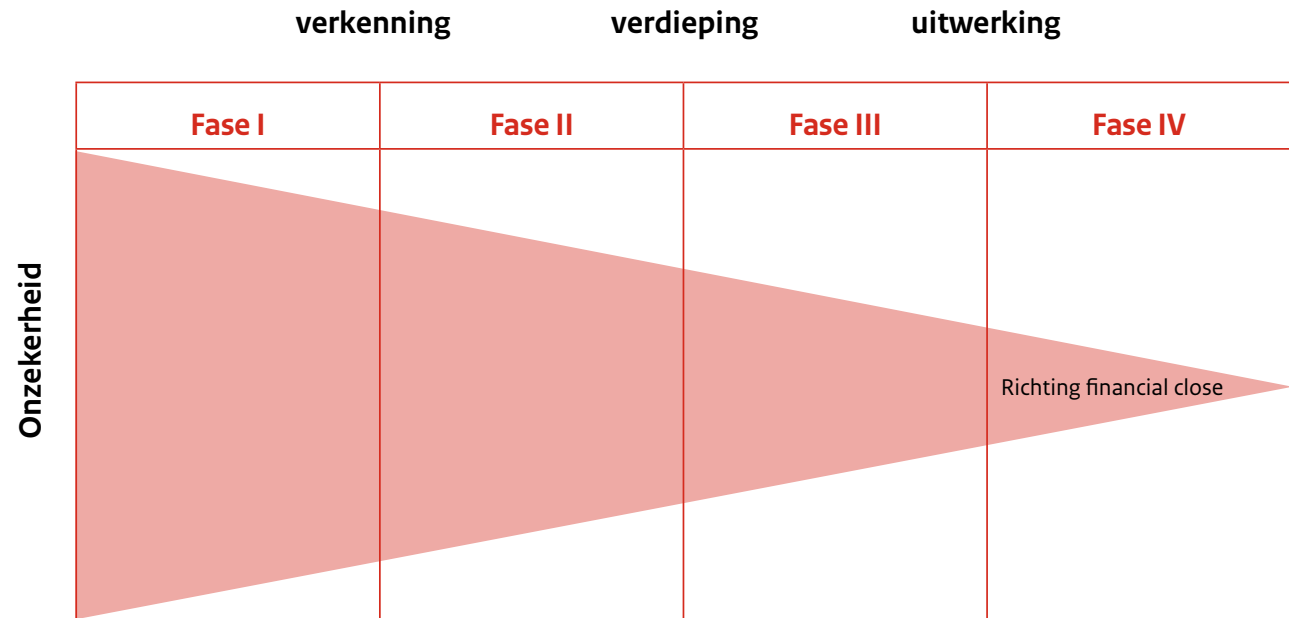 verkenning verdieping uitwerking
Fase I Fase II Fase III Fase IV
Onzekerheid
Richting financial close